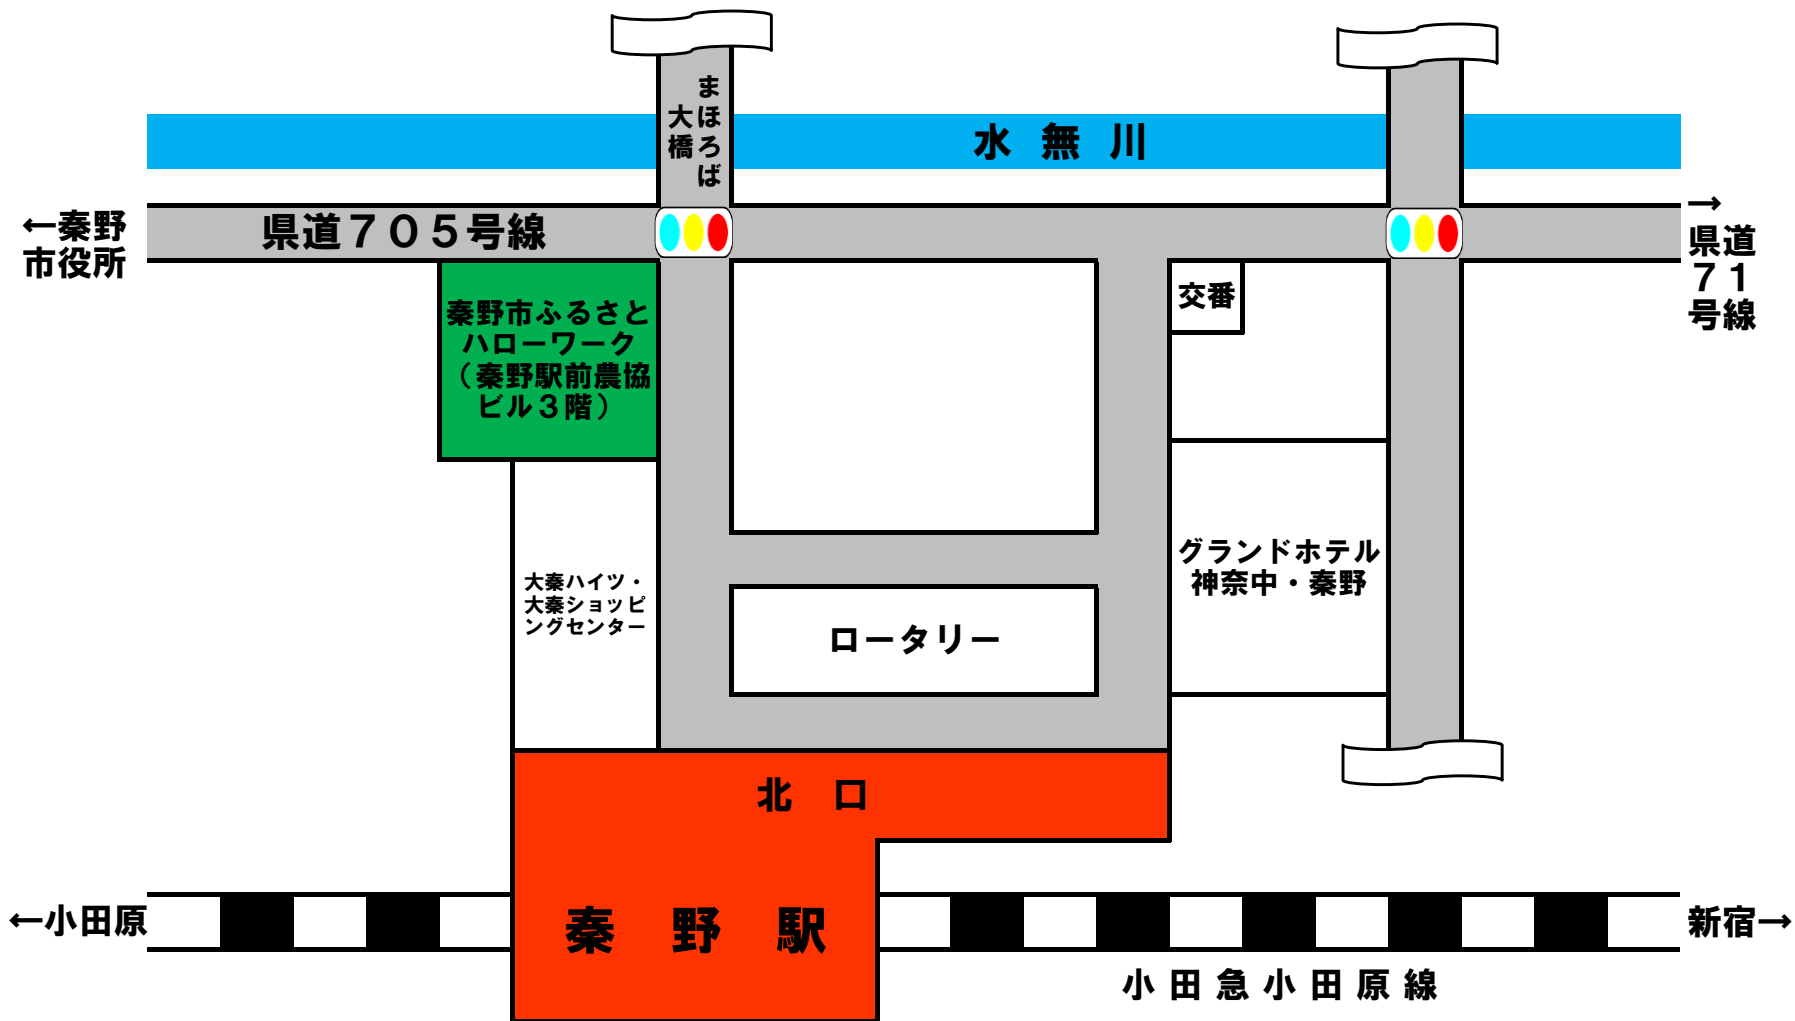 まほろば
大橋
水無川
←秦野
市役所
県道７０５号線
→
県道
７１
号線
交番
秦野市ふるさと
ハローワーク
（秦野駅前農協
ビル３階）
グランドホテル
神奈中・秦野
大秦ハイツ・
大秦ショッピ
ングセンター
ロータリー
北口
秦野駅
←小田原
新宿→
小田急小田原線